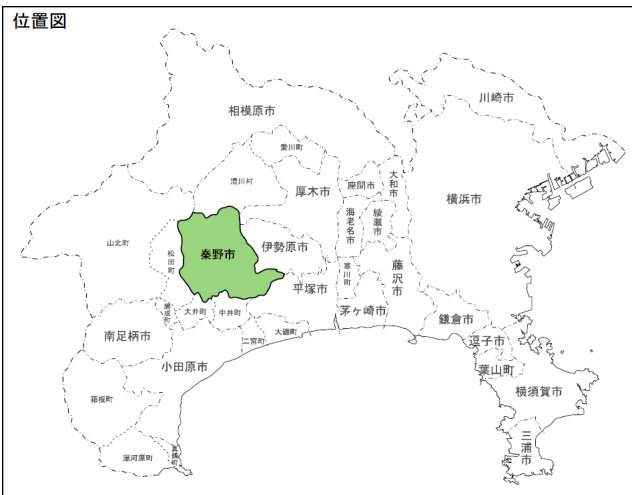 位置図
川崎市
相模原市
愛川町
清川村
厚木市
座間市
大和市
横浜市
海老名市
綾瀬市
山北町
松田町
秦野市
伊勢原市
寒川町
藤沢市
平塚市
開成町
大井町
中井町
茅ヶ崎市
鎌倉市
南足柄市
二宮町
大磯町
逗子市
小田原市
葉山町
箱根町
横須賀市
三浦市
湯河原町
真鶴町